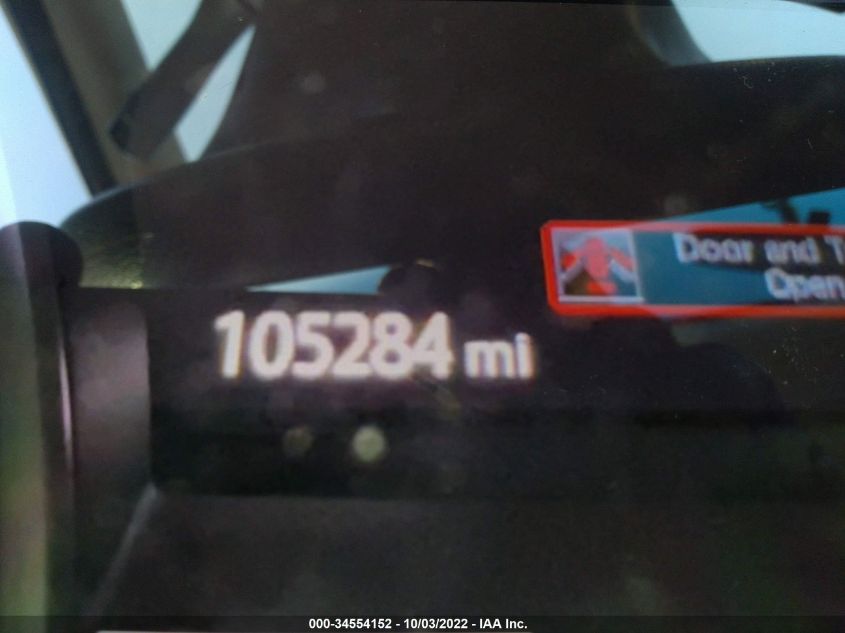 Door and T
Open
105284 mi
000-34554152 - 10/03/2022 - IAA Inc.